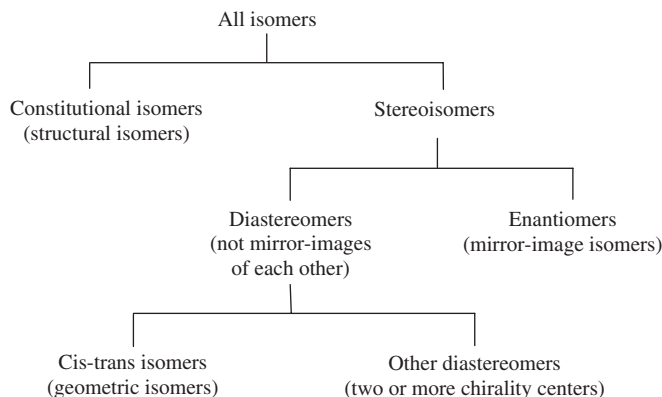 All isomers
Constitutional isomers
(structural isomers)
Stereoisomers
Diastereomers
(not mirror-images
of each other)
Enantiomers
(mirror-image isomers)
Cis-trans isomers
(geometric isomers)
Other diastereomers
(two or more chirality centers)